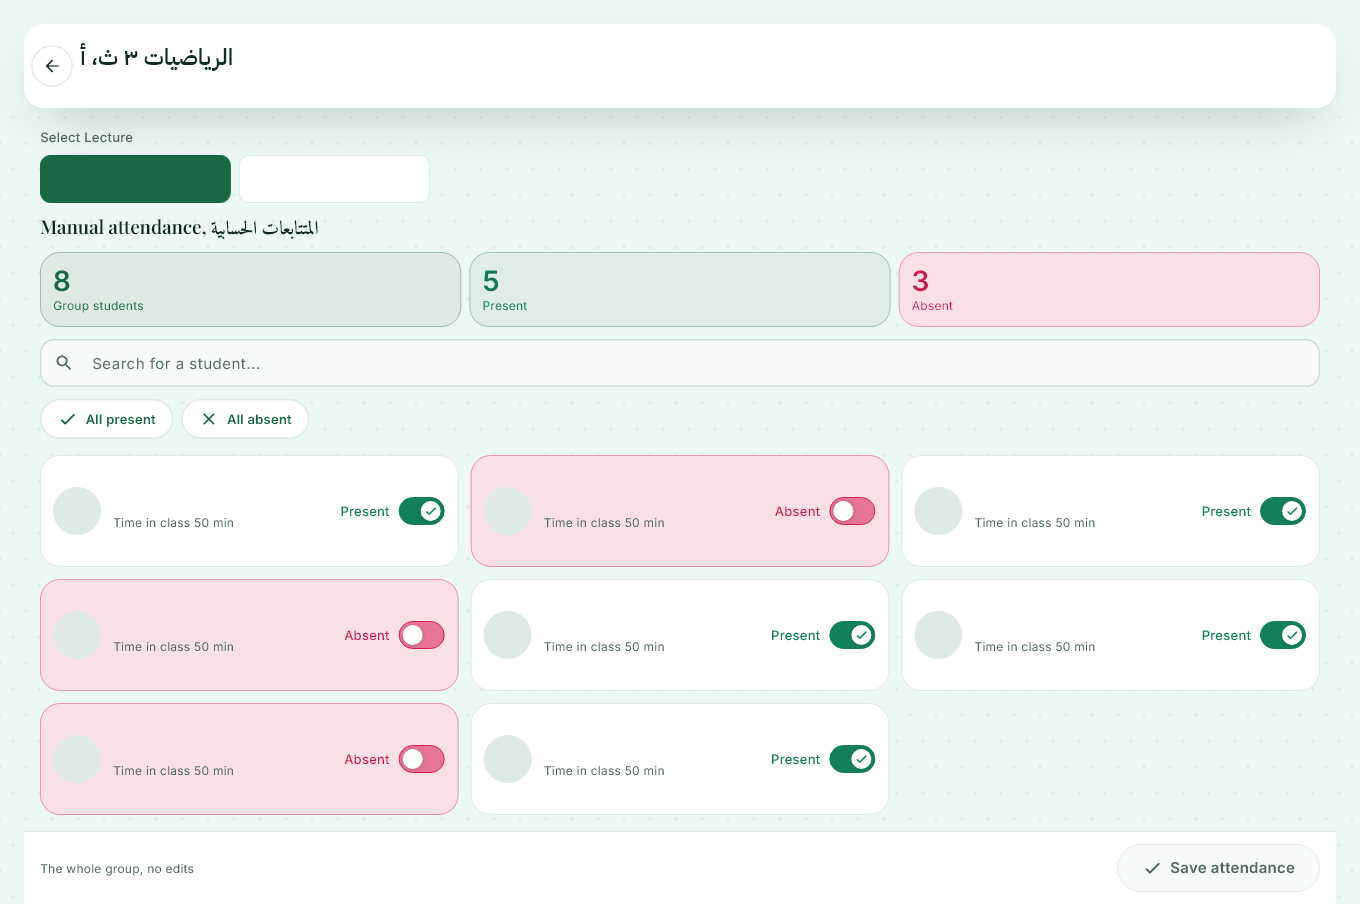 الرياضيات ٣ ث، أ
Select Lecture
Manual attendance, المتتابعات الحسابية
8
Group students
5
Present
3
Absent
Search for a student...
All present
All absent
Time in class 50 min
Present
Time in class 50 min
Absent
Time in class 50 min
Present
Time in class 50 min
Absent
Time in class 50 min
Present
Time in class 50 min
Present
Time in class 50 min
Absent
Time in class 50 min
Present
The whole group, no edits
Save attendance